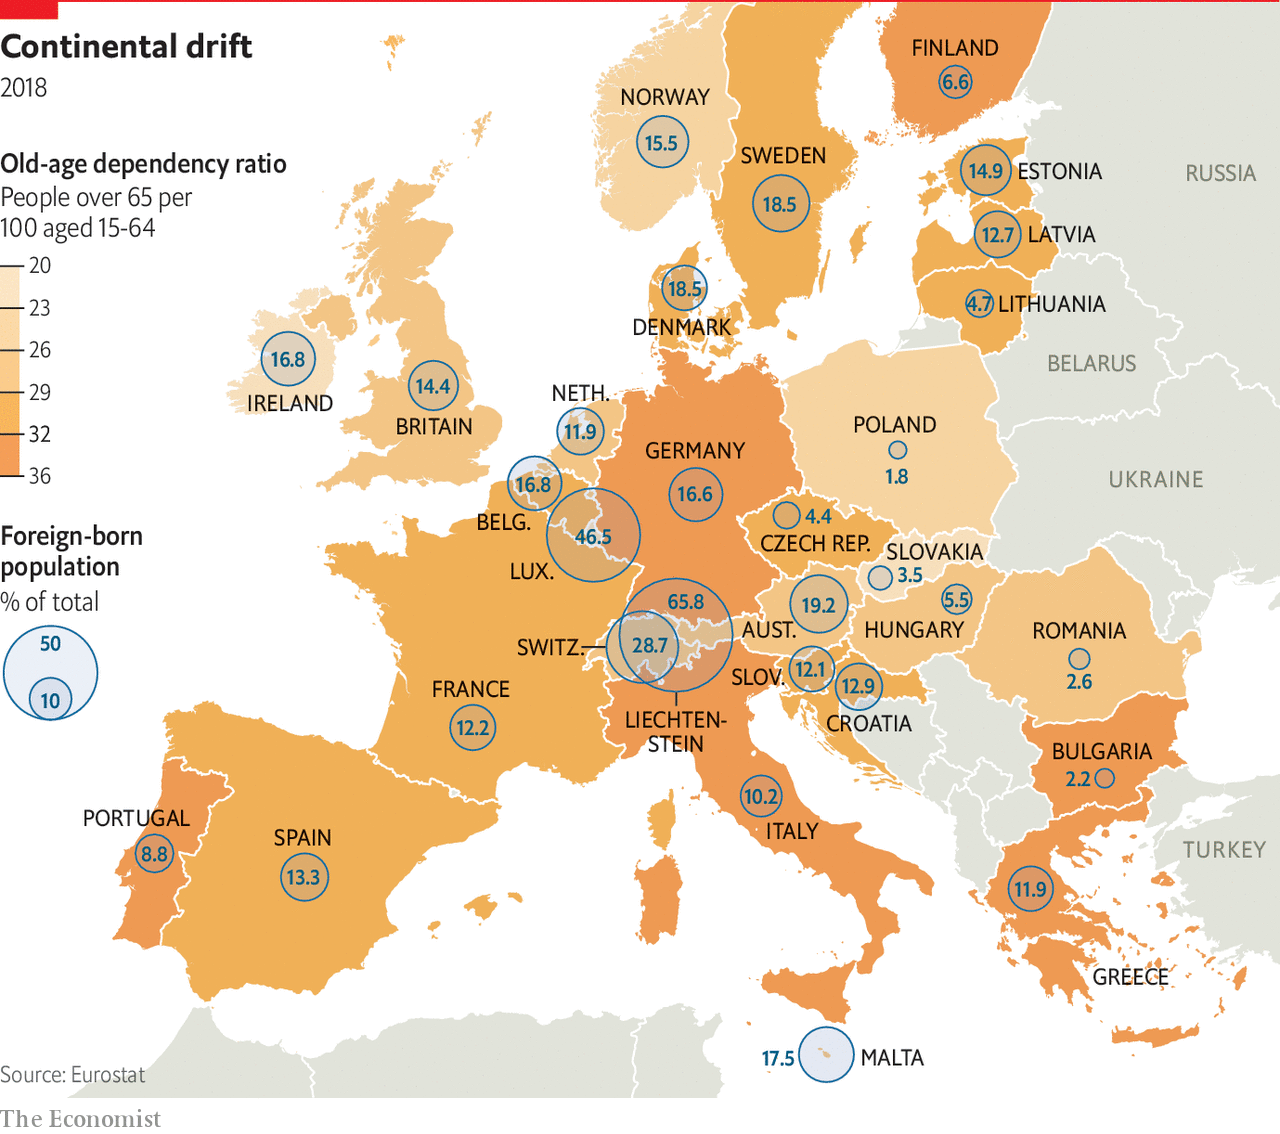 Continental drift
2018
Old-age dependency ratio
People over 65 per
100 aged 15-64
20
23
26
29
32
36
Foreign-born
population
% of total
50
10
FINLAND
6.6
NORWAY
15.5
SWEDEN
18.5
14.9 ESTONIA
RUSSIA
12.7 LATVIA
4.7 LITHUANIA
18.5
DENMARK
16.8
IRELAND
14.4
BRITAIN
BELARUS
NETH.
11.9
POLAND
1.8
GERMANY
16.6
UKRAINE
16.8
BELG.
46.5
LUX.
4.4
CZECH REP.
SLOVAKIA
3.5
65.8
19.2
AUST.
5.5
HUNGARY
ROMANIA
2.6
SWITZ.
28.7
SLOV. 12.1
12.9
CROATIA
FRANCE
12.2
LIECHTEN-
STEIN
BULGARIA
2.2
10.2
ITALY
PORTUGAL
8.8
SPAIN
13.3
TURKEY
11.9
GREECE
17.5 MALTA
Source: Eurostat
The Economist